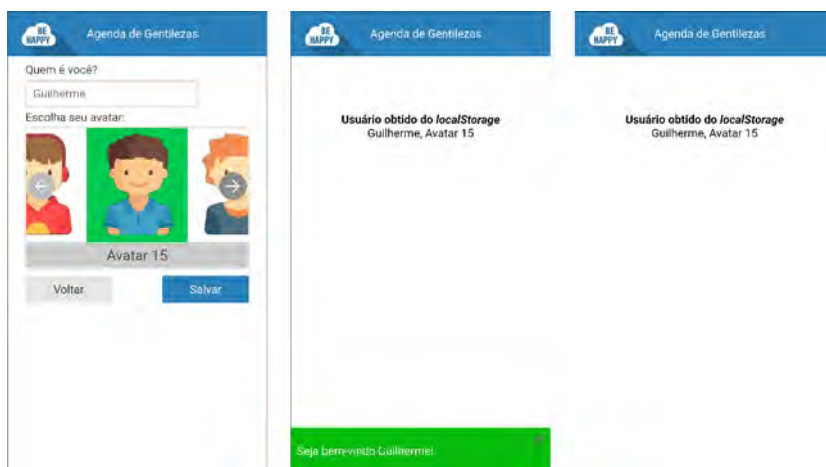 BE
HAPPY
Agenda de Gentilezas
Quem é você?
Guilherme
Escolha seu avatar:
Avatar 15
Voltar
Salvar
BE
HAPPY
Agenda de Gentilezas
Usuário obtido do localStorage
Guilherme, Avatar 15
Seja bem-vindo Guilherme!
BE
HAPPY
Agenda de Gentilezas
Usuário obtido do localStorage
Guilherme, Avatar 15